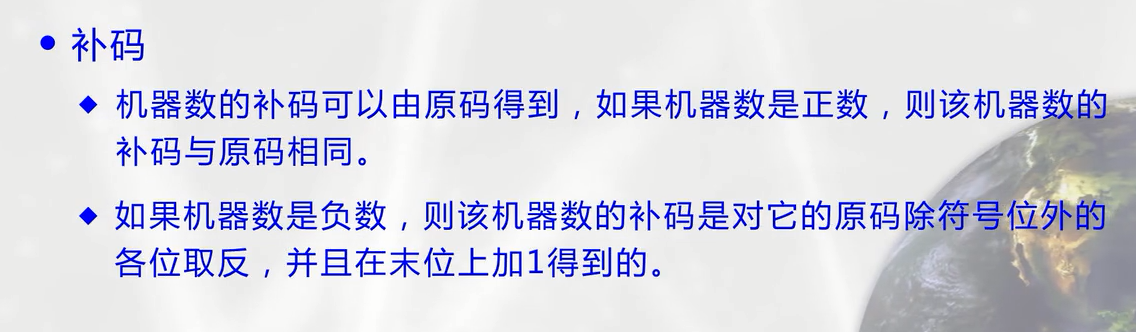 • 补码
◆ 机器数的补码可以由原码得到，如果机器数是正数，则该机器数的
补码与原码相同。
◆ 如果机器数是负数，则该机器数的补码是对它的原码除符号位外的
各位取反，并且在末位上加1得到的。